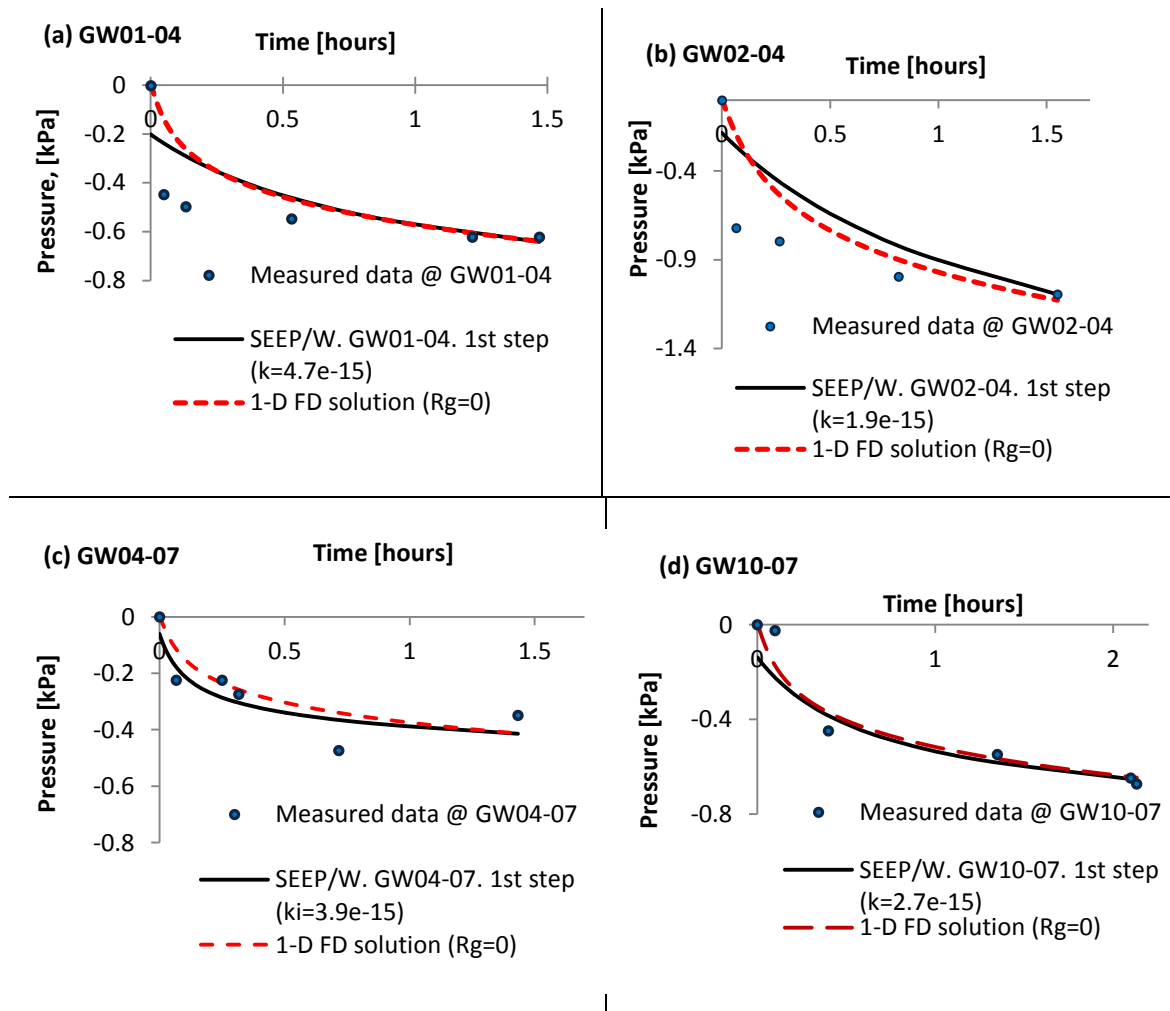 (a) GW01-04
Time [hours]
0
-0.2
-0.4
-0.6
-0.8
0
0.5
1
1.5
Pressure, [kPa]
Measured data @ GW01-04
SEEP/W. GW01-04. 1st step
(k=4.7e-15)
1-D FD solution (Rg=0)
(b) GW02-04
Time [hours]
0
0.5
1
1.5
-0.4
-0.9
-1.4
Pressure [kPa]
Measured data @ GW02-04
SEEP/W. GW02-04. 1st step
(k=1.9e-15)
1-D FD solution (Rg=0)
(c) GW04-07
Time [hours]
0
-0.2
-0.4
-0.6
-0.8
0
0.5
1
1.5
Pressure [kPa]
Measured data @ GW04-07
SEEP/W. GW04-07. 1st step
(ki=3.9e-15)
1-D FD solution (Rg=0)
(d) GW10-07
Time [hours]
0
-0.4
-0.8
0
1
2
Pressure [kPa]
Measured data @ GW10-07
SEEP/W. GW10-07. 1st step
(k=2.7e-15)
1-D FD solution (Rg=0)